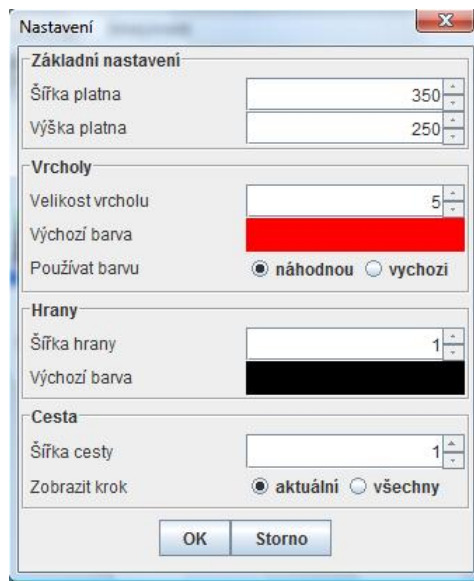 Nastavení
Základní nastavení
Šířka platna 350
Výška platna 250
Vrcholy
Velikost vrcholu 5
Výchozí barva
Používat barvu náhodnou vychozi
Hrany
Šířka hrany 1
Výchozí barva
Cesta
Šířka cesty 1
Zobrazit krok aktuální všechny
OK Storno